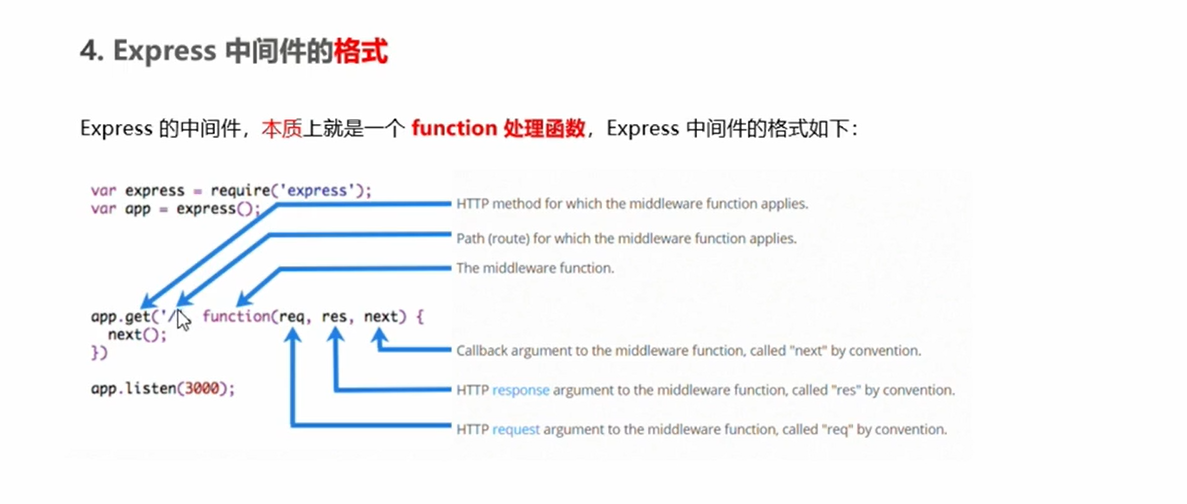 4. Express 中间件的格式
Express 的中间件，本质上就是一个 function 处理函数，Express 中间件的格式如下：
var express = require('express');
var app = express();
HTTP method for which the middleware function applies.
Path (route) for which the middleware function applies.
The middleware function.
app.get('/ function(req, res, next) {
next();
})
app.listen(3000);
Callback argument to the middleware function, called "next" by convention.
HTTP response argument to the middleware function, called "res" by convention.
HTTP request argument to the middleware function, called "req" by convention.